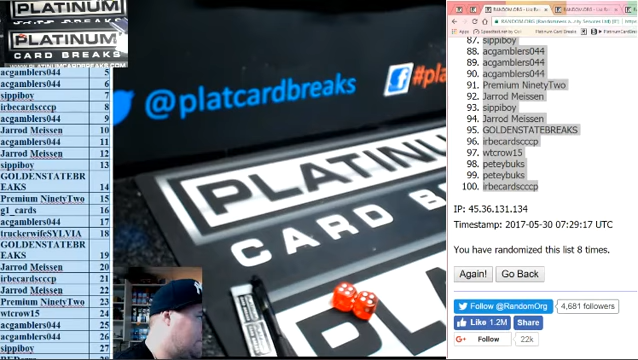 PLATINUM
CARD BREAKS
WWW.PLATINUMCARDBREAKS.COM
acgamblers044 5
acgamblers044 6
sippiboy 7
irbecardscccp 8
acgamblers044 9
Jarrod Meissen 10
acgamblers044 11
Jarrod Meissen 12
sippiboy 13
GOLDENSTATEBR
EAKS 14
Premium NinetyTwo 15
g1_cards 16
acgamblers044 17
truckerwifeSYLVIA 18
GOLDENSTATEBR
EAKS 19
Jarrod Meissen 20
irbecardscccp 21
Jarrod Meissen 22
Premium NinetyTwo 23
wtcrow15 24
acgamblers044 25
sippiboy 26
@platcardbreaks
#pla
PLATINUM
CARD BR
PLA
87. sippiboy
88. acgamblers044
89. acgamblers044
90. acgamblers044
91. Premium NinetyTwo
92. Jarrod Meissen
93. sippiboy
94. Jarrod Meissen
95. GOLDENSTATEBREAKS
96. irbecardscccp
97. wtcrow15
98. peteybuks
99. peteybuks
100. irbecardscccp
IP: 45.36.131.134
Timestamp: 2017-05-30 07:29:17 UTC
You have randomized this list 8 times.
Again! Go Back
Follow @RandomOrg 4,681 followers
Like 1.2M Share
Follow 22k